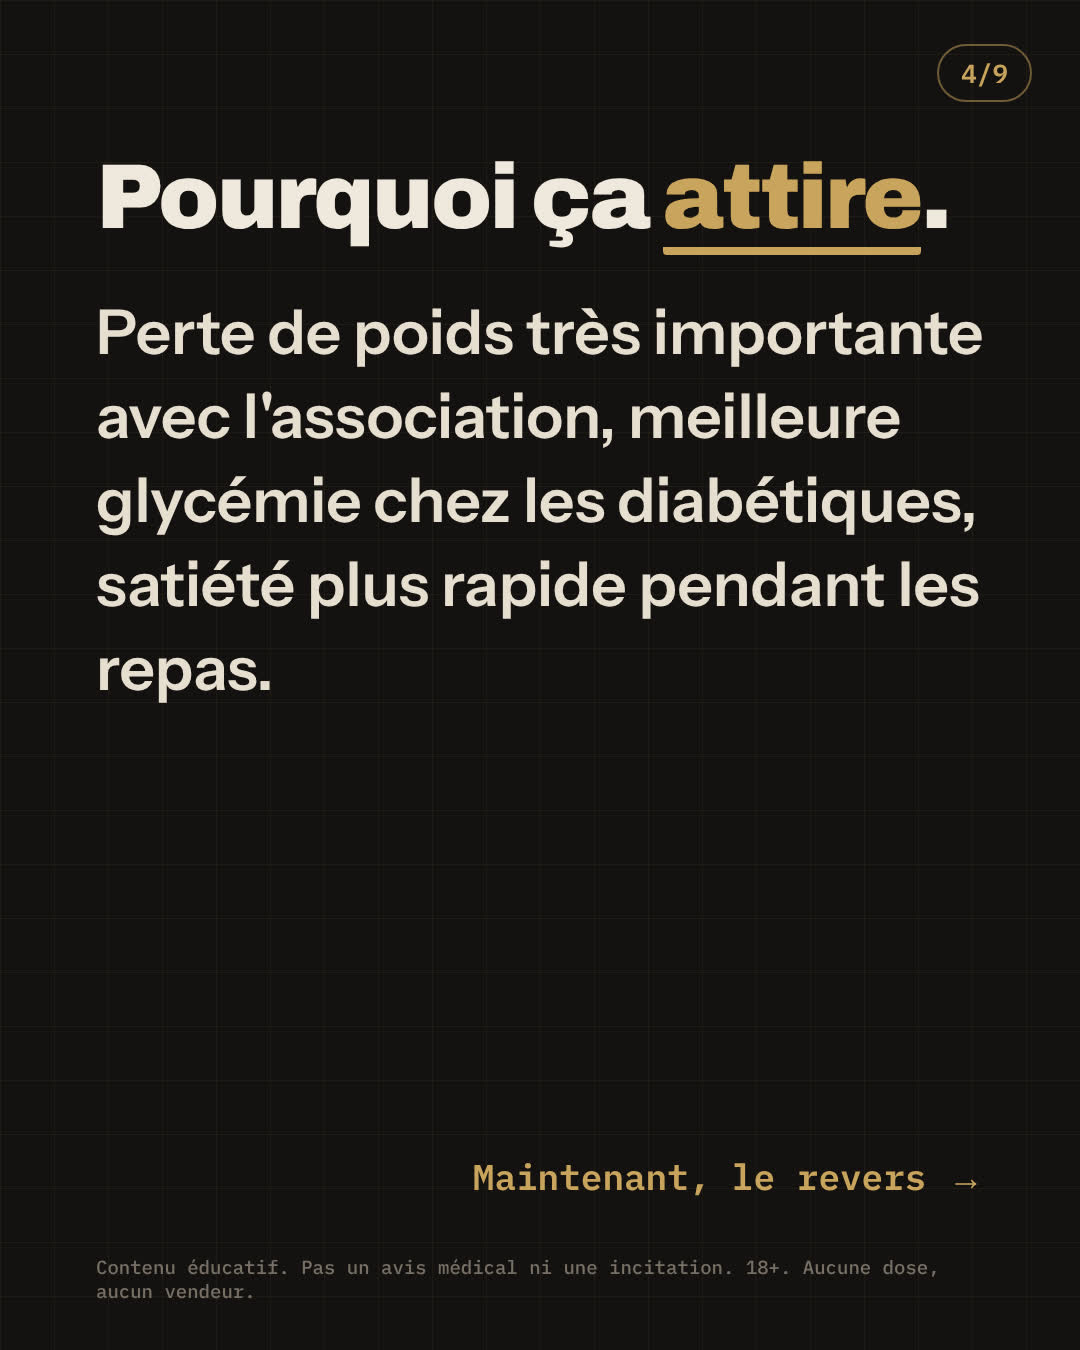 4/9
Pourquoi ça attire.
Perte de poids très importante
avec l'association, meilleure
glycémie chez les diabétiques,
satiété plus rapide pendant les
repas.
Maintenant, le revers →
Contenu éducatif. Pas un avis médical ni une incitation. 18+. Aucune dose,
aucun vendeur.